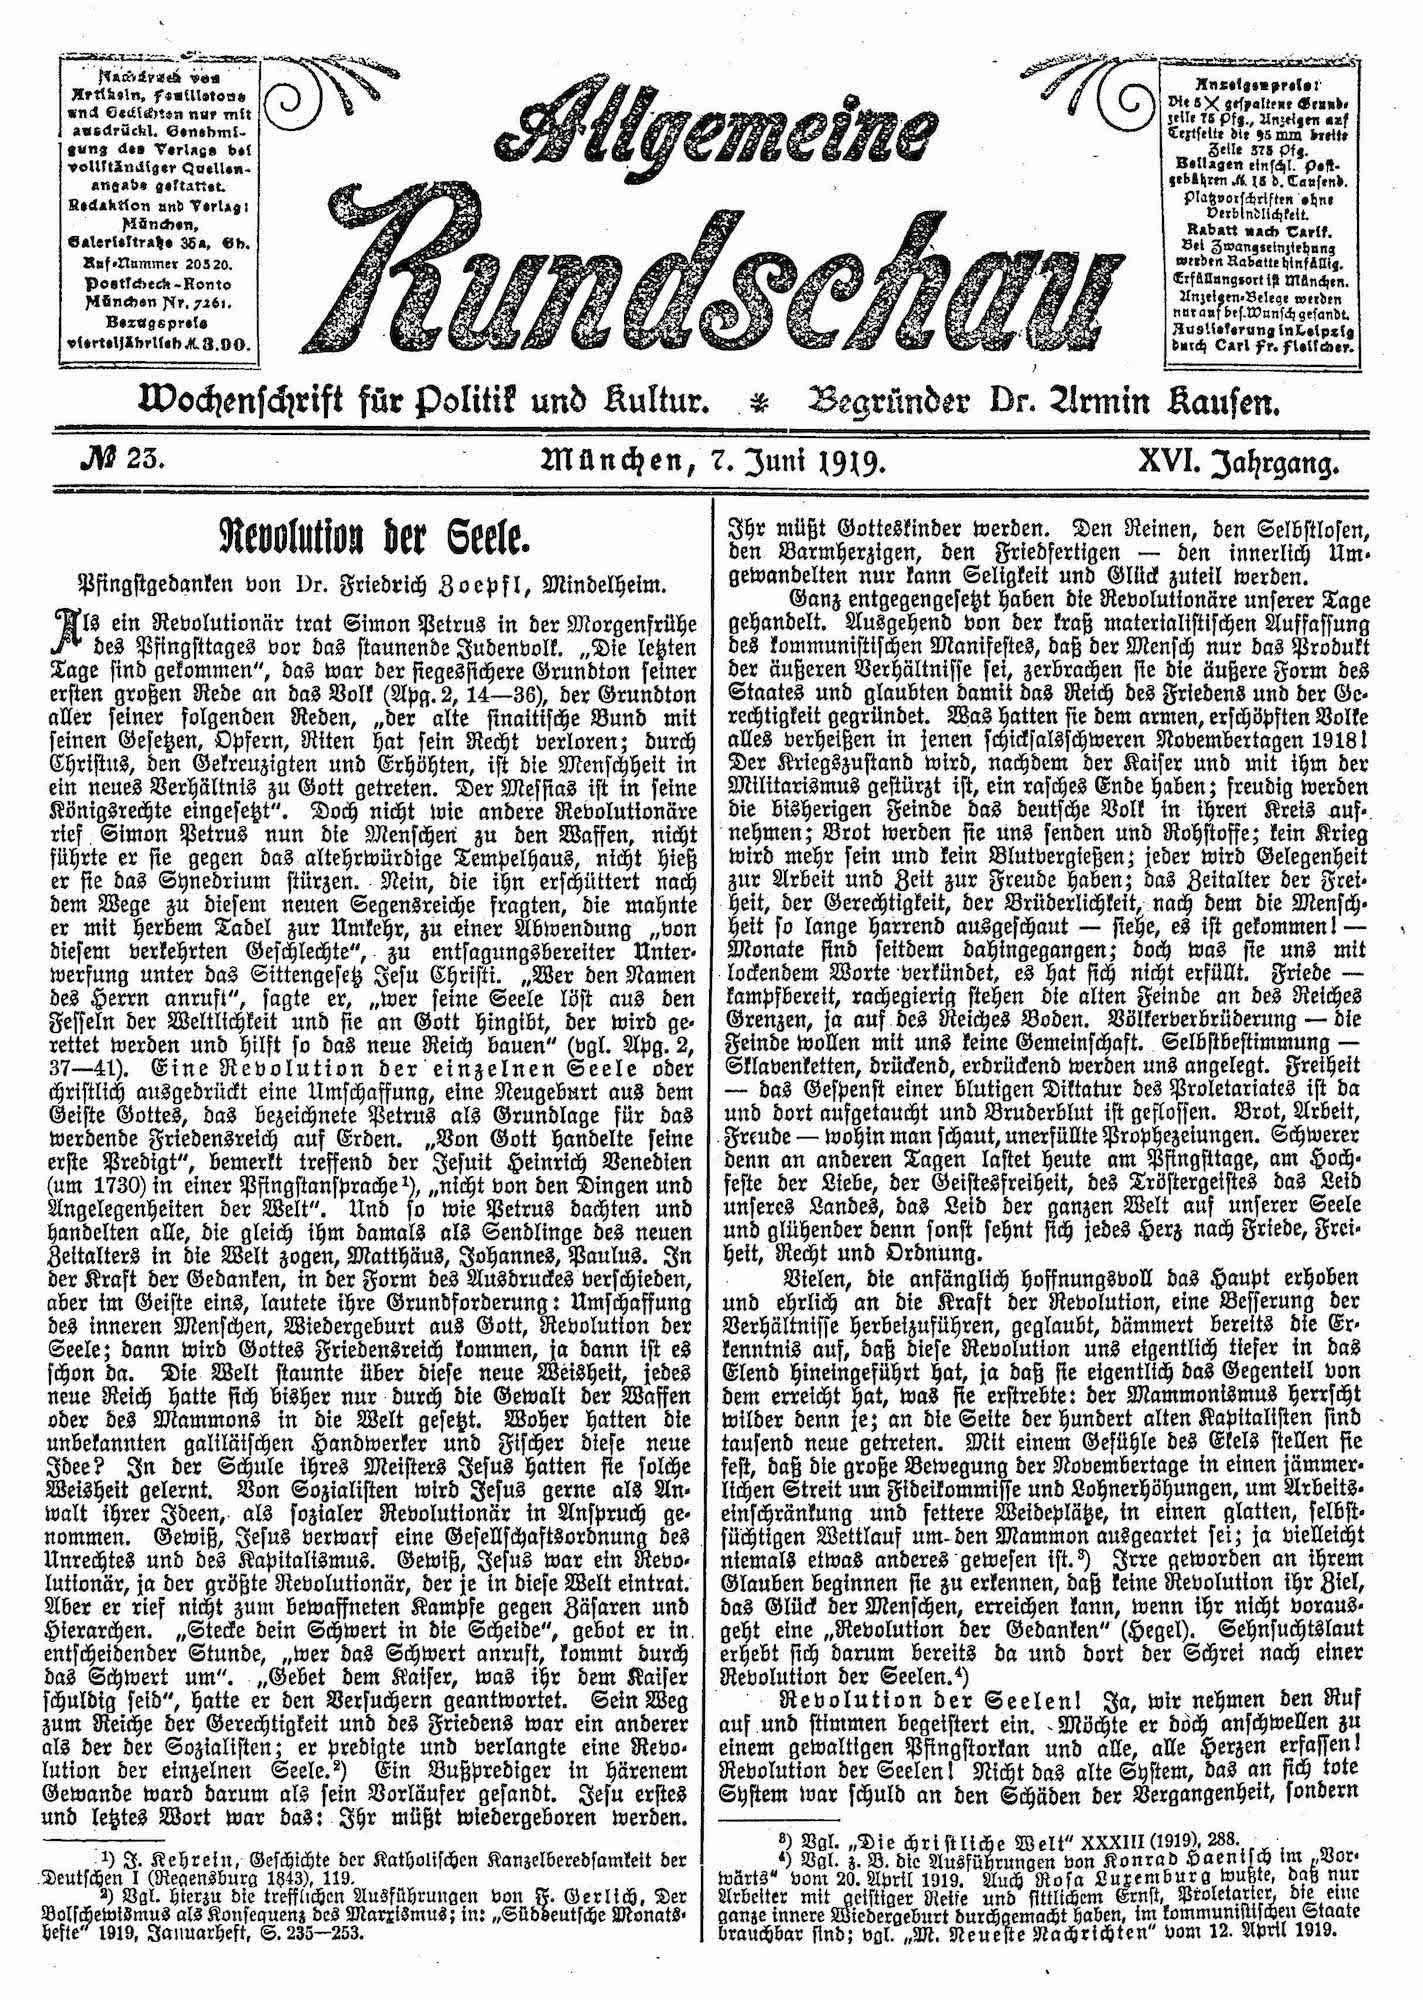 Nachdruck von
Artikeln, Feuilletons
und Gedichten nur mit
ausdrückl. Genehmi-
gung des Verlags bei
vollständiger Quellen-
angabe gestattet.
Redaktion und Verlag:
München,
Galeriestraße 35a, Gh.
Ruf-Nummer 20520.
Postscheck-Konto
München Nr. 7261.
Bezugspreis
vierteljährlich M. 3.90.
Allgemeine
Rundschau
Anzeigenpreis:
Die 5 × gespaltene Grund-
zeile 75 Pfg., Anzeigen auf
Textseite die 95 mm breite
Zeile 375 Pfg.
Beilagen einschl. Post-
gebühren M. 15 d. Tausend.
Platzvorschriften ohne
Verbindlichkeit.
Rabatt nach Tarif.
Bei Zwangseinziehung
werden Rabatte hinfällig.
Erfüllungsort ist München.
Anzeigen-Belege werden
nur auf bes. Wunsch gesandt.
Auslieferung in Leipzig
durch Carl Fr. Fleischer.
Wochenschrift für Politik und Kultur. * Begründer Dr. Armin Kausen.
№ 23. München, 7. Juni 1919. XVI. Jahrgang.
Revolution der Seele.
Pfingstgedanken von Dr. Friedrich Zoepfl, Mindelheim.
Als ein Revolutionär trat Simon Petrus in der Morgenfrühe
des Pfingsttages vor das staunende Judenvolk. „Die letzten
Tage sind gekommen“, das war der siegessichere Grundton seiner
ersten großen Rede an das Volk (Apg. 2, 14—36), der Grundton
aller seiner folgenden Reden, „der alte sinaitische Bund mit
seinen Gesetzen, Opfern, Riten hat sein Recht verloren; durch
Christus, den Gekreuzigten und Erhöhten, ist die Menschheit in
ein neues Verhältnis zu Gott getreten. Der Messias ist in seine
Königsrechte eingesetzt“. Doch nicht wie andere Revolutionäre
rief Simon Petrus nun die Menschen zu den Waffen, nicht
führte er sie gegen das altehrwürdige Tempelhaus, nicht hieß
er sie das Synedrium stürzen. Nein, die ihn erschüttert nach
dem Wege zu diesem neuen Segensreiche fragten, die mahnte
er mit herbem Tadel zur Umkehr, zu einer Abwendung „von
diesem verkehrten Geschlechte“, zu entsagungsbereiter Unter-
werfung unter das Sittengesetz Jesu Christi. „Wer den Namen
des Herrn anruft“, sagte er, „wer seine Seele löst aus den
Fesseln der Weltlichkeit und sie an Gott hingibt, der wird ge-
rettet werden und hilft so das neue Reich bauen“ (vgl. Apg. 2,
37—41). Eine Revolution der einzelnen Seele oder
christlich ausgedrückt eine Umschaffung, eine Neugeburt aus dem
Geiste Gottes, das bezeichnete Petrus als Grundlage für das
werdende Friedensreich auf Erden. „Von Gott handelte seine
erste Predigt“, bemerkt treffend der Jesuit Heinrich Venedien
(um 1730) in einer Pfingstansprache¹), „nicht von den Dingen und
Angelegenheiten der Welt“. Und so wie Petrus dachten und
handelten alle, die gleich ihm damals als Sendlinge des neuen
Zeitalters in die Welt zogen, Matthäus, Johannes, Paulus. In
der Kraft der Gedanken, in der Form des Ausdruckes verschieden,
aber im Geiste eins, lautete ihre Grundforderung: Umschaffung
des inneren Menschen, Wiedergeburt aus Gott, Revolution der
Seele; dann wird Gottes Friedensreich kommen, ja dann ist es
schon da. Die Welt staunte über diese neue Weisheit, jedes
neue Reich hatte sich bisher nur durch die Gewalt der Waffen
oder des Mammons in die Welt gesetzt. Woher hatten die
unbekannten galiläischen Handwerker und Fischer diese neue
Idee? In der Schule ihres Meisters Jesus hatten sie solche
Weisheit gelernt. Von Sozialisten wird Jesus gerne als An-
walt ihrer Ideen, als sozialer Revolutionär in Anspruch ge-
nommen. Gewiß, Jesus verwarf eine Gesellschaftsordnung des
Unrechtes und des Kapitalismus. Gewiß, Jesus war ein Revo-
lutionär, ja der größte Revolutionär, der je in diese Welt eintrat.
Aber er rief nicht zum bewaffneten Kampfe gegen Zäsaren und
Hierarchen. „Stecke dein Schwert in die Scheide“, gebot er in
entscheidender Stunde, „wer das Schwert anruft, kommt durch
das Schwert um“. „Gebet dem Kaiser, was ihr dem Kaiser
schuldig seid“, hatte er den Versuchern geantwortet. Sein Weg
zum Reiche der Gerechtigkeit und des Friedens war ein anderer
als der der Sozialisten; er predigte und verlangte eine Revo-
lution der einzelnen Seele.²) Ein Bußprediger in härenem
Gewande ward darum als sein Vorläufer gesandt. Jesu erstes
und letztes Wort war das: Ihr müßt wiedergeboren werden.
¹) J. Kehrein, Geschichte der Katholischen Kanzelberedsamkeit der
Deutschen I (Regensburg 1843), 119.
²) Vgl. hierzu die trefflichen Ausführungen von F. Gerlich, Der
Bolschewismus als Konsequenz des Marxismus; in: „Süddeutsche Monats-
hefte“ 1919, Januarheft, S. 235—253.
Ihr müßt Gotteskinder werden. Den Reinen, den Selbstlosen,
den Barmherzigen, den Friedfertigen — den innerlich Um-
gewandelten nur kann Seligkeit und Glück zuteil werden.
Ganz entgegengesetzt haben die Revolutionäre unserer Tage
gehandelt. Ausgehend von der kraß materialistischen Auffassung
des kommunistischen Manifestes, daß der Mensch nur das Produkt
der äußeren Verhältnisse sei, zerbrachen sie die äußere Form des
Staates und glaubten damit das Reich des Friedens und der Ge-
rechtigkeit gegründet. Was hatten sie dem armen, erschöpften Volke
alles verheißen in jenen schicksalsschweren Novembertagen 1918!
Der Kriegszustand wird, nachdem der Kaiser und mit ihm der
Militarismus gestürzt ist, ein rasches Ende haben; freudig werden
die bisherigen Feinde das deutsche Volk in ihren Kreis auf-
nehmen; Brot werden sie uns senden und Rohstoffe; kein Krieg
wird mehr sein und kein Blutvergießen; jeder wird Gelegenheit
zur Arbeit und Zeit zur Freude haben; das Zeitalter der Frei-
heit, der Gerechtigkeit, der Brüderlichkeit, nach dem die Mensch-
heit so lange harrend ausgeschaut — siehe, es ist gekommen! —
Monate sind seitdem dahingegangen; doch was sie uns mit
lockendem Worte verkündet, es hat sich nicht erfüllt. Friede —
kampfbereit, rachegierig stehen die alten Feinde an des Reiches
Grenzen, ja auf des Reiches Boden. Völkerverbrüderung — die
Feinde wollen mit uns keine Gemeinschaft. Selbstbestimmung —
Sklavenketten, drückend, erdrückend werden uns angelegt. Freiheit
— das Gespenst einer blutigen Diktatur des Proletariates ist da
und dort aufgetaucht und Bruderblut ist geflossen. Brot, Arbeit,
Freude — wohin man schaut, unerfüllte Prophezeiungen. Schwerer
denn an anderen Tagen lastet heute am Pfingsttage, am Hoch-
feste der Liebe, der Geistesfreiheit, des Tröstergeistes das Leid
unseres Landes, das Leid der ganzen Welt auf unserer Seele
und glühender denn sonst sehnt sich jedes Herz nach Friede, Frei-
heit, Recht und Ordnung.
Vielen, die anfänglich hoffnungsvoll das Haupt erhoben
und ehrlich an die Kraft der Revolution, eine Besserung der
Verhältnisse herbeizuführen, geglaubt, dämmert bereits die Er-
kenntnis auf, daß diese Revolution uns eigentlich tiefer in das
Elend hineingeführt hat, ja daß sie eigentlich das Gegenteil von
dem erreicht hat, was sie erstrebte: der Mammonismus herrscht
wilder denn je; an die Seite der hundert alten Kapitalisten sind
tausend neue getreten. Mit einem Gefühle des Ekels stellen sie
fest, daß die große Bewegung der Novembertage in einen jämmer-
lichen Streit um Fideikommisse und Lohnerhöhungen, um Arbeits-
einschränkung und fettere Weideplätze, in einen glatten, selbst-
süchtigen Wettlauf um den Mammon ausgeartet sei; ja vielleicht
niemals etwas anderes gewesen ist.³) Irre geworden an ihrem
Glauben beginnen sie zu erkennen, daß keine Revolution ihr Ziel,
das Glück der Menschen, erreichen kann, wenn ihr nicht voraus-
geht eine „Revolution der Gedanken“ (Hegel). Sehnsuchtslaut
erhebt sich darum bereits da und dort der Schrei nach einer
Revolution der Seelen.⁴)
Revolution der Seelen! Ja, wir nehmen den Ruf
auf und stimmen begeistert ein. Möchte er doch anschwellen zu
einem gewaltigen Pfingstorkan und alle, alle Herzen erfassen!
Revolution der Seelen! Nicht das alte System, das an sich tote
System war schuld an den Schäden der Vergangenheit, sondern
³) Vgl. „Die christliche Welt“ XXXIII (1919), 288.
⁴) Vgl. z. B. die Ausführungen von Konrad Haenisch im „Vor-
wärts“ vom 20. April 1919. Auch Rosa Luxemburg wußte, daß nur
Arbeiter mit geistiger Reife und sittlichem Ernst, Proletarier, die eine
ganze innere Wiedergeburt durchgemacht haben, im kommunistischen Staate
brauchbar sind; vgl. „M. Neueste Nachrichten“ vom 12. April 1919.